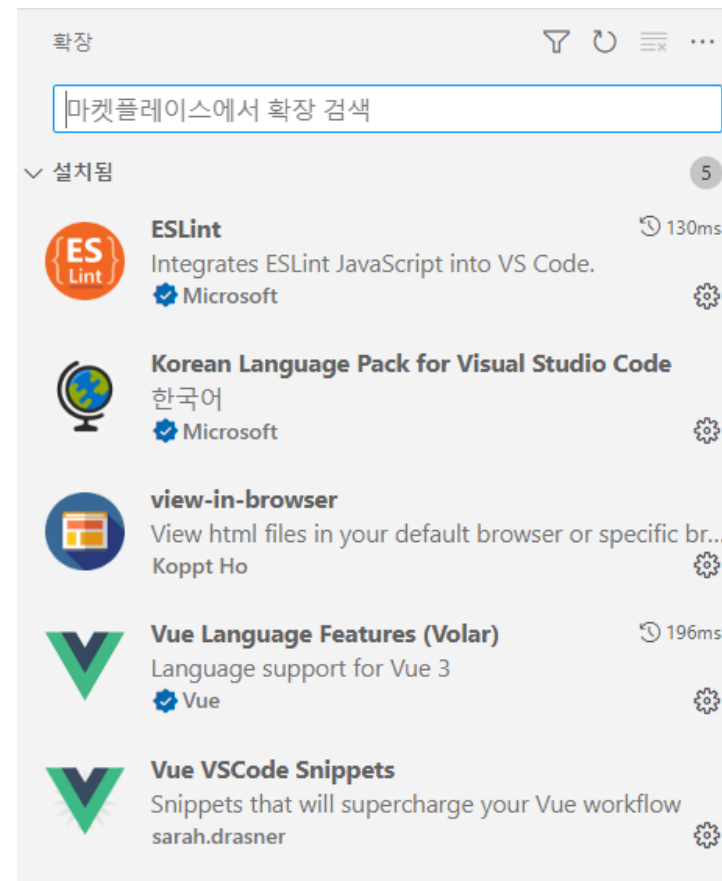 확장
마켓플레이스에서 확장 검색
설치됨 5
ES
Lint
ESLint 130ms
Integrates ESLint JavaScript into VS Code.
Microsoft
Korean Language Pack for Visual Studio Code
한국어
Microsoft
view-in-browser
View html files in your default browser or specific br...
Koppt Ho
Vue Language Features (Volar) 196ms
Language support for Vue 3
Vue
Vue VSCode Snippets
Snippets that will supercharge your Vue workflow
sarah.drasner